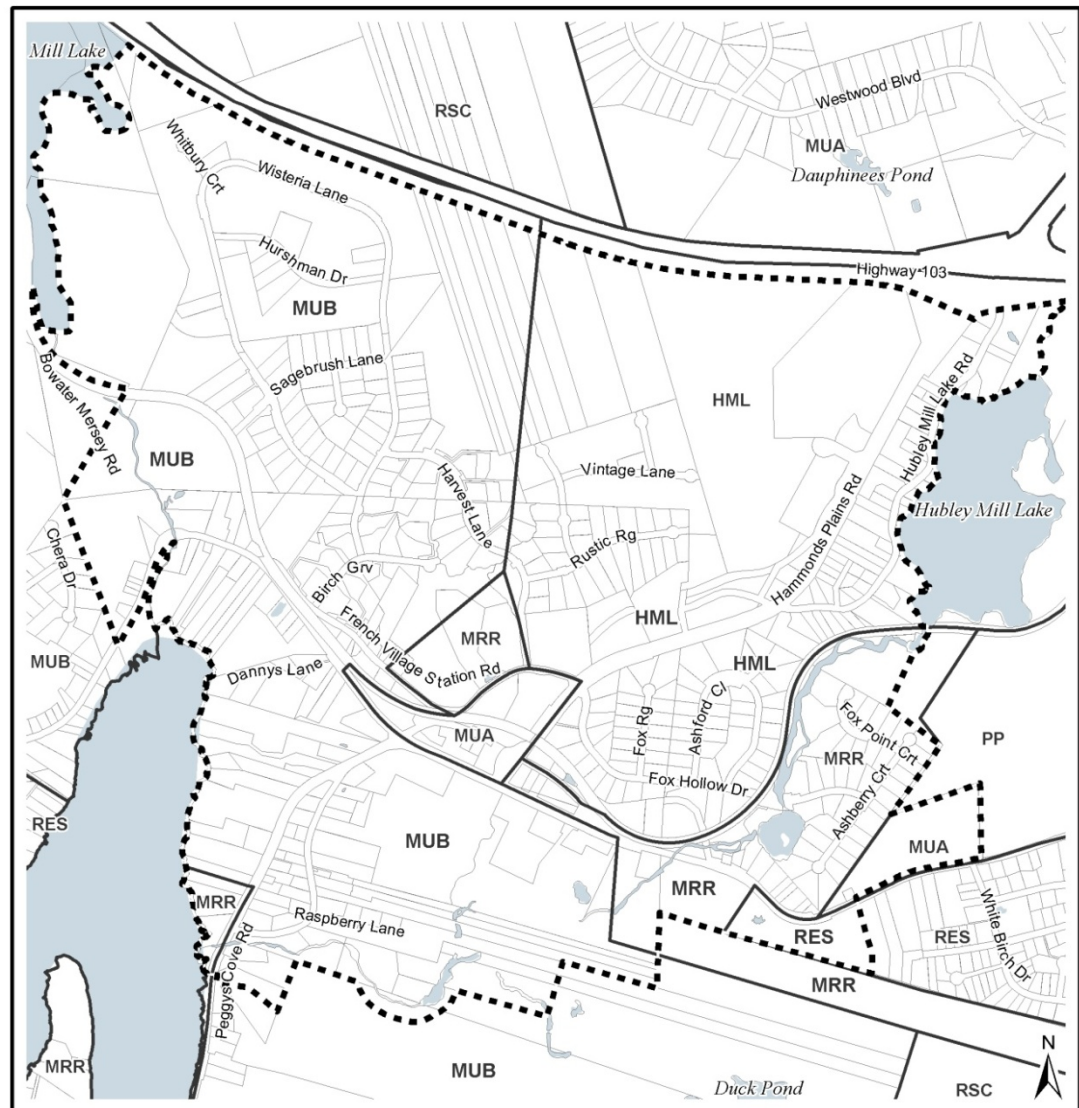 Mill Lake
RSC
Westwood Blvd
MUA
Dauphinees Pond
Whitbury Crt
Wisteria Lane
Hurshman Dr
MUB
Highway 103
Sagebrush Lane
Bowater Mersey Rd
HML
Hubley Mill Lake Rd
MUB
Harvest Lane
Vintage Lane
Hammonds Plains Rd
Hubley Mill Lake
Chera Dr
Rustic Rg
Birch Grv
French Village Station Rd
MRR
HML
HML
MUB
Dannys Lane
MUA
Fox Rg
Ashford Cl
Fox Hollow Dr
Fox Point Crt
MRR
Ashberry Crt
PP
RES
MUB
MUA
MRR
MRR
Raspberry Lane
RES
RES
White Birch Dr
Peggys Cove Rd
MRR
MRR
MUB
Duck Pond
RSC
N